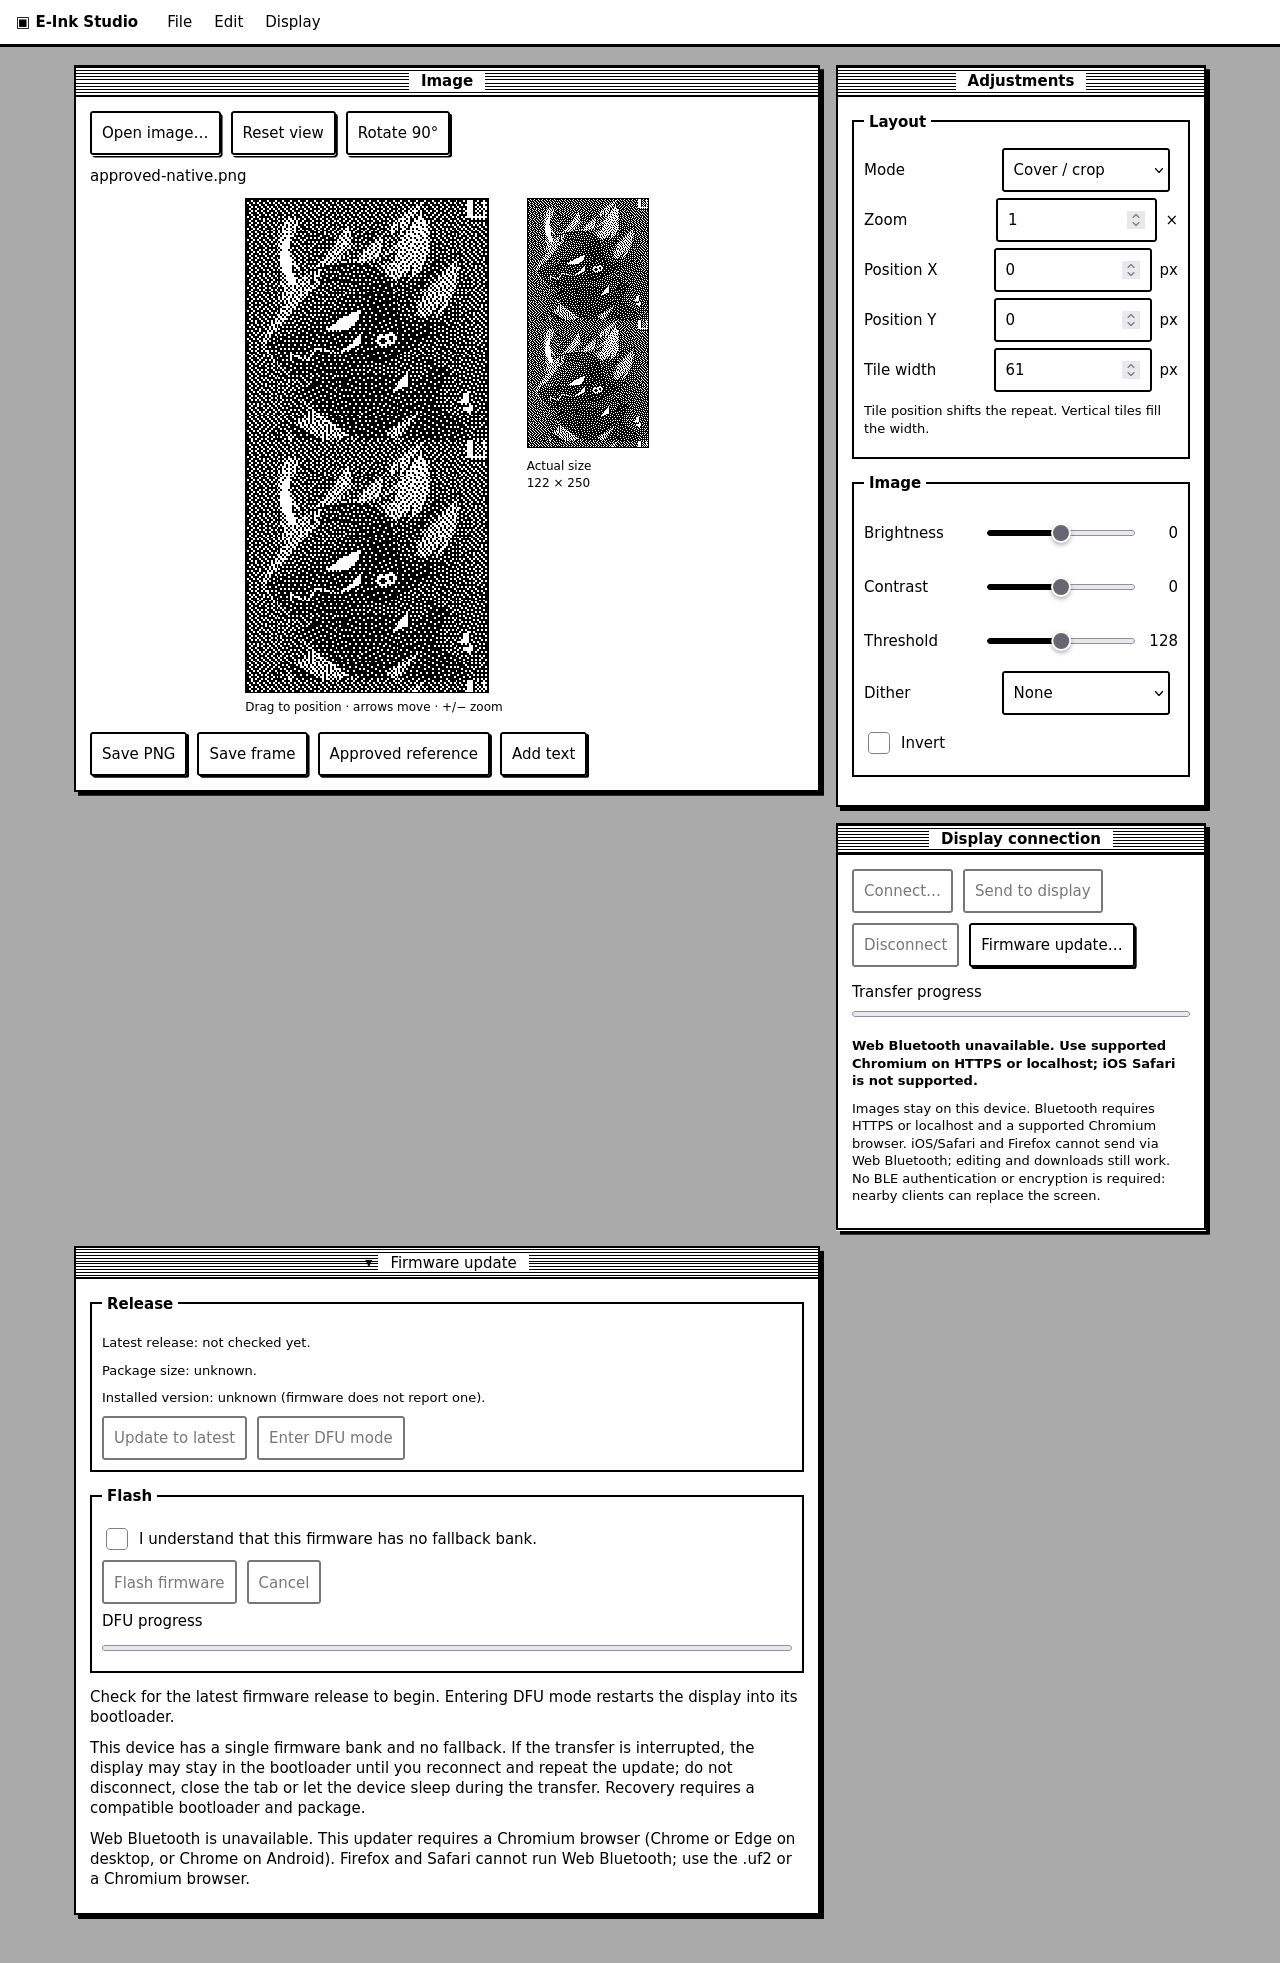 ▣ E-Ink Studio File Edit Display
Image
Open image… Reset view Rotate 90°
approved-native.png
Actual size
122 × 250
Drag to position · arrows move · +/− zoom
Save PNG Save frame Approved reference Add text
Adjustments
Layout
Mode Cover / crop
Zoom 1 ×
Position X 0 px
Position Y 0 px
Tile width 61 px
Tile position shifts the repeat. Vertical tiles fill
the width.
Image
Brightness 0
Contrast 0
Threshold 128
Dither None
Invert
Display connection
Connect… Send to display
Disconnect Firmware update…
Transfer progress
Web Bluetooth unavailable. Use supported
Chromium on HTTPS or localhost; iOS Safari
is not supported.
Images stay on this device. Bluetooth requires
HTTPS or localhost and a supported Chromium
browser. iOS/Safari and Firefox cannot send via
Web Bluetooth; editing and downloads still work.
No BLE authentication or encryption is required:
nearby clients can replace the screen.
▼ Firmware update
Release
Latest release: not checked yet.
Package size: unknown.
Installed version: unknown (firmware does not report one).
Update to latest Enter DFU mode
Flash
I understand that this firmware has no fallback bank.
Flash firmware Cancel
DFU progress
Check for the latest firmware release to begin. Entering DFU mode restarts the display into its
bootloader.
This device has a single firmware bank and no fallback. If the transfer is interrupted, the
display may stay in the bootloader until you reconnect and repeat the update; do not
disconnect, close the tab or let the device sleep during the transfer. Recovery requires a
compatible bootloader and package.
Web Bluetooth is unavailable. This updater requires a Chromium browser (Chrome or Edge on
desktop, or Chrome on Android). Firefox and Safari cannot run Web Bluetooth; use the .uf2 or
a Chromium browser.